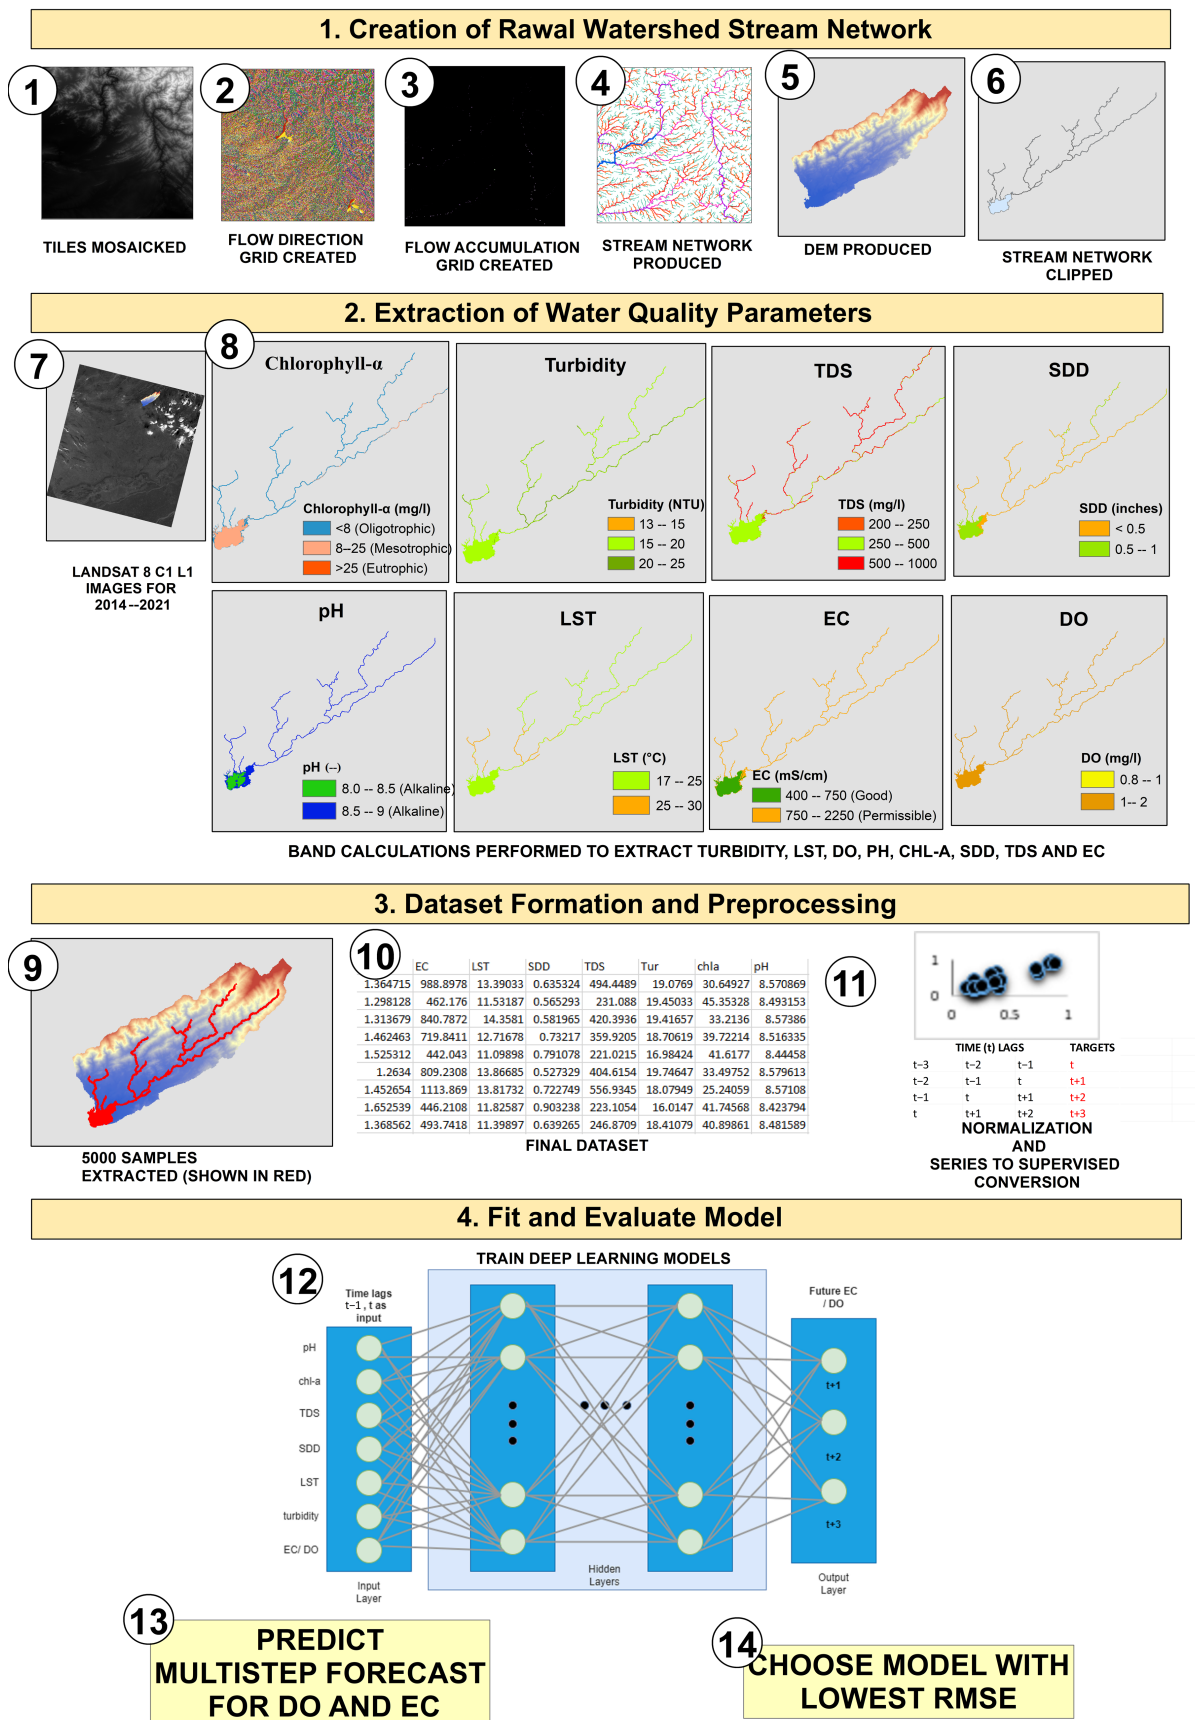 1. Creation of Rawal Watershed Stream Network
1
2
3
4
5
6
TILES MOSAICKED
FLOW DIRECTION
GRID CREATED
FLOW ACCUMULATION
GRID CREATED
STREAM NETWORK
PRODUCED
DEM PRODUCED
STREAM NETWORK
CLIPPED
2. Extraction of Water Quality Parameters
7
LANDSAT 8 C1 L1
IMAGES FOR
2014--2021
8
Chlorophyll-α
Chlorophyll-α (mg/l)
<8 (Oligotrophic)
8–25 (Mesotrophic)
>25 (Eutrophic)
Turbidity
Turbidity (NTU)
13 -- 15
15 -- 20
20 -- 25
TDS
TDS (mg/l)
200 -- 250
250 -- 500
500 -- 1000
SDD
SDD (inches)
< 0.5
0.5 -- 1
pH
pH (--)
8.0 -- 8.5 (Alkaline)
8.5 -- 9 (Alkaline)
LST
LST (°C)
17 -- 25
25 -- 30
EC
EC (mS/cm)
400 -- 750 (Good)
750 -- 2250 (Permissible)
DO
DO (mg/l)
0.8 -- 1
1-- 2
BAND CALCULATIONS PERFORMED TO EXTRACT TURBIDITY, LST, DO, PH, CHL-A, SDD, TDS AND EC
3. Dataset Formation and Preprocessing
9
5000 SAMPLES
EXTRACTED (SHOWN IN RED)
10
EC LST SDD TDS Tur chla pH
1.364715 988.8978 13.39033 0.635324 494.4489 19.0769 30.64927 8.570869
1.298128 462.176 11.53187 0.565293 231.088 19.45033 45.35328 8.493153
1.313679 840.7872 14.3581 0.581965 420.3936 19.41657 33.2136 8.57386
1.462463 719.8411 12.71678 0.73217 359.9205 18.70619 39.72214 8.516335
1.525312 442.043 11.09898 0.791078 221.0215 16.98424 41.6177 8.44458
1.2634 809.2308 13.86685 0.527329 404.6154 19.74647 33.49752 8.579613
1.452654 1113.869 13.81732 0.722749 556.9345 18.07949 25.24059 8.57108
1.652539 446.2108 11.82587 0.903238 223.1054 16.0147 41.74568 8.423794
1.368562 493.7418 11.39897 0.639265 246.8709 18.41079 40.89861 8.481589
FINAL DATASET
11
1
0
0 0.5 1
TIME (t) LAGS TARGETS
t−3 t−2 t−1 t
t−2 t−1 t t+1
t−1 t t+1 t+2
t t+1 t+2 t+3
NORMALIZATION
AND
SERIES TO SUPERVISED
CONVERSION
4. Fit and Evaluate Model
12
TRAIN DEEP LEARNING MODELS
Time lags
t−1 , t as
input
pH
chl-a
TDS
SDD
LST
turbidity
EC/ DO
Input
Layer
Hidden
Layers
Future EC
/ DO
t+1
t+2
t+3
Output
Layer
13
PREDICT
MULTISTEP FORECAST
FOR DO AND EC
14
CHOOSE MODEL WITH
LOWEST RMSE